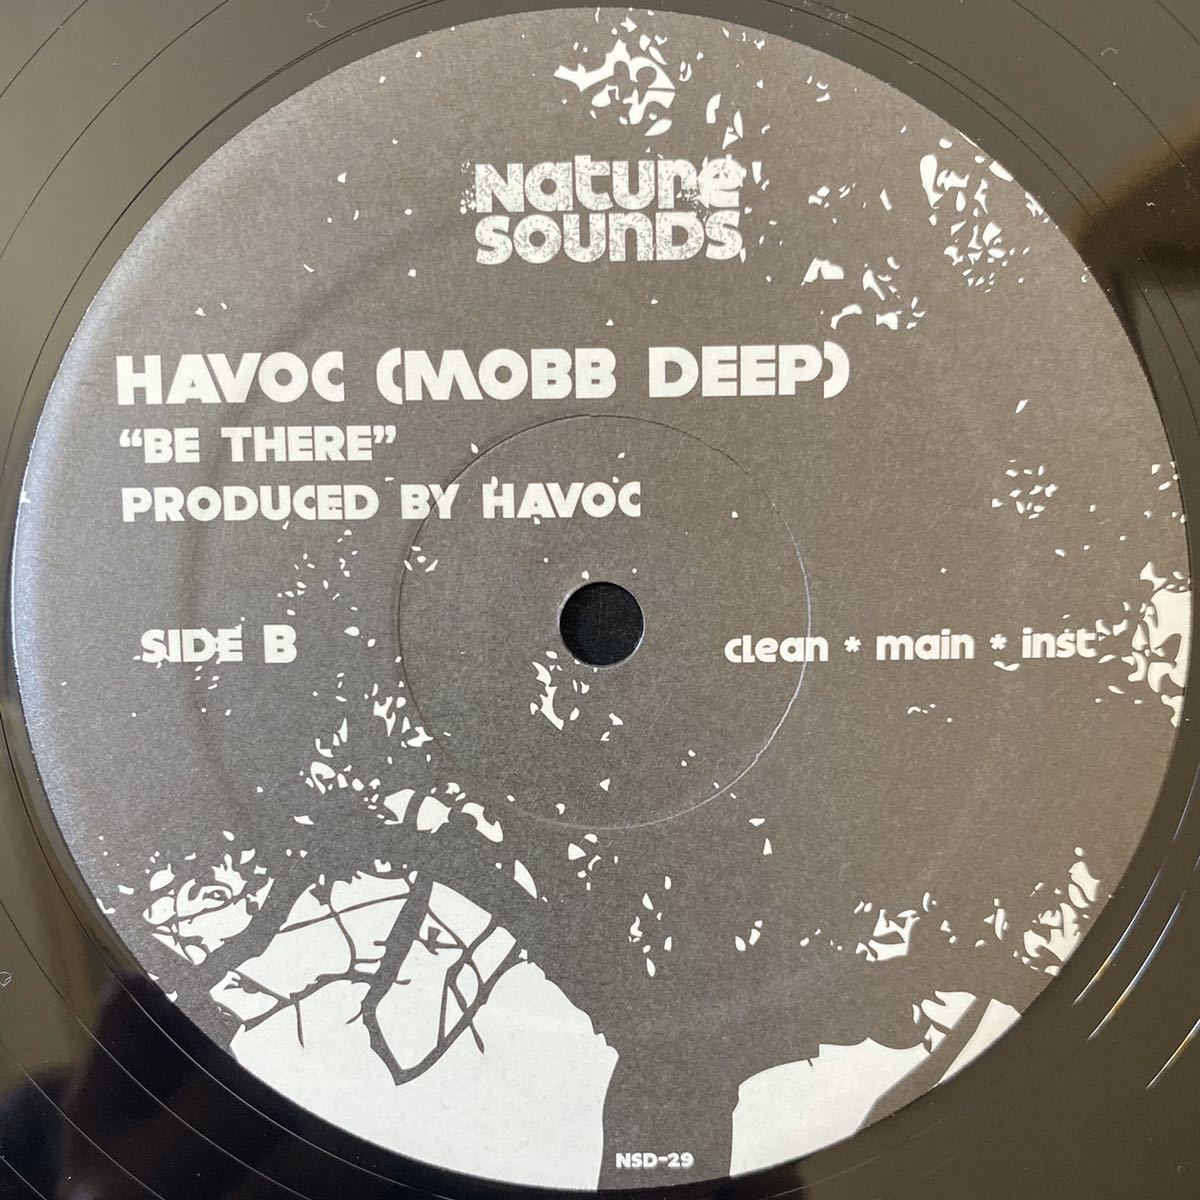 Nature
Sounds
HAVOC (MOBB DEEP)
“BE THERE”
PRODUCED BY HAVOC
SIDE B
clean * main * inst
NSD-29